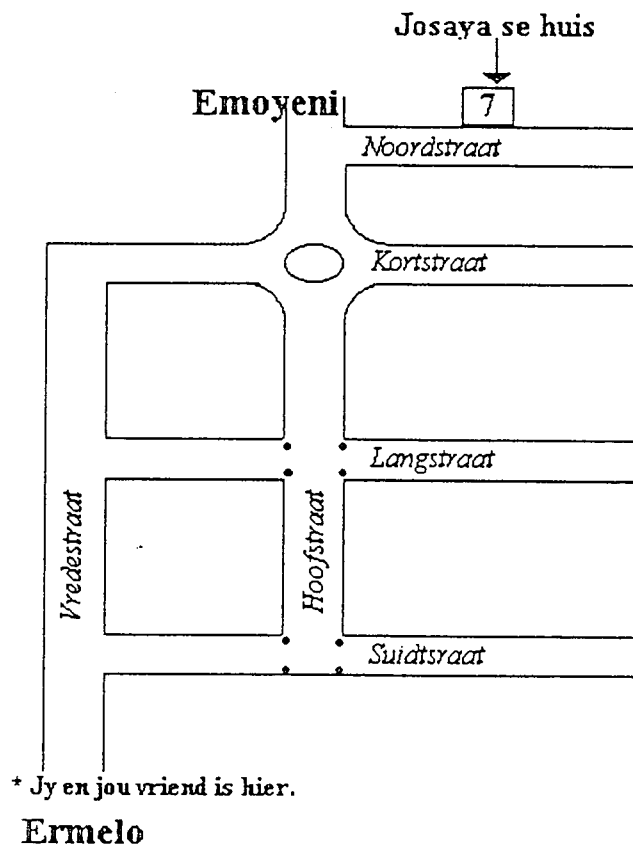 Josaya se huis
Emoyeni
7
Noordstraat
Kortstraat
Langstraat
Vredestraat
Hoofstraat
Suidtsraat
* Jy en jou vriend is hier.
Ermelo